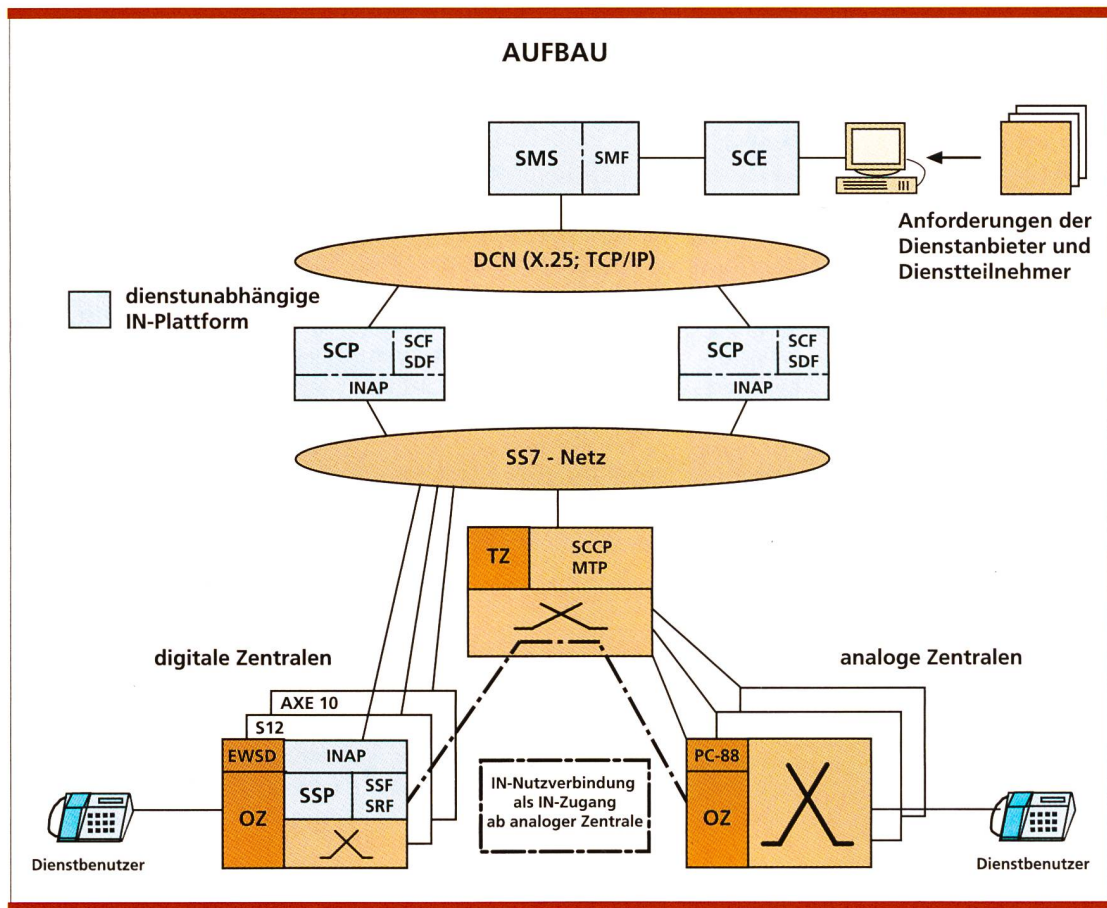 AUFBAU
SMS
SMF
SCE
Anforderungen der
Dienstanbieter und
Dienstteilnehmer
DCN (X.25; TCP/IP)
dienstunabhängige
IN-Plattform
SCP
SCF
SDF
INAP
SCP
SCF
SDF
INAP
SS7 - Netz
TZ
SCCP
MTP
digitale Zentralen
analoge Zentralen
AXE 10
S12
EWSD
INAP
SSP
SSF
SRF
OZ
IN-Nutzverbindung
als IN-Zugang
ab analoger Zentrale
PC-88
OZ
Dienstbenutzer
Dienstbenutzer